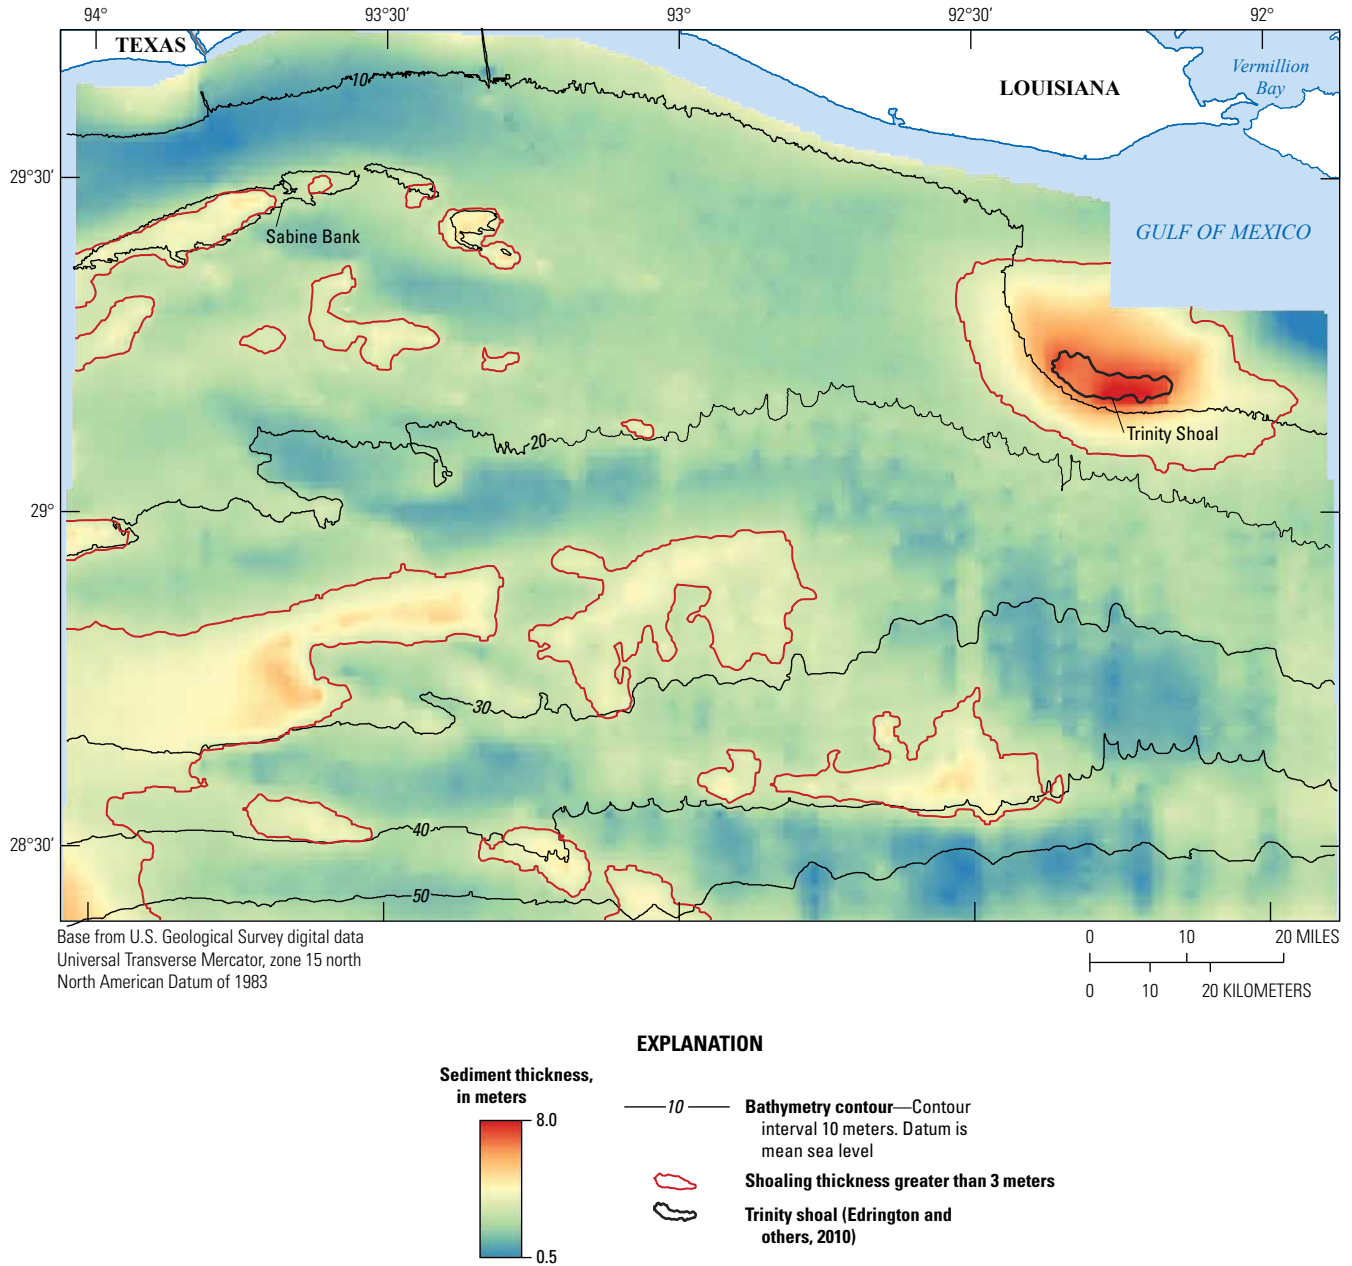 94°
93°30'
93°
92°30'
92°
TEXAS
LOUISIANA
Vermillion
Bay
10
29°30'
Sabine Bank
GULF OF MEXICO
Trinity Shoal
20
29°
30
40
28°30'
50
Base from U.S. Geological Survey digital data
Universal Transverse Mercator, zone 15 north
North American Datum of 1983
0 10 20 MILES
0 10 20 KILOMETERS
EXPLANATION
Sediment thickness,
in meters
8.0
0.5
10
Bathymetry contour—Contour
interval 10 meters. Datum is
mean sea level
Shoaling thickness greater than 3 meters
Trinity shoal (Edrington and
others, 2010)